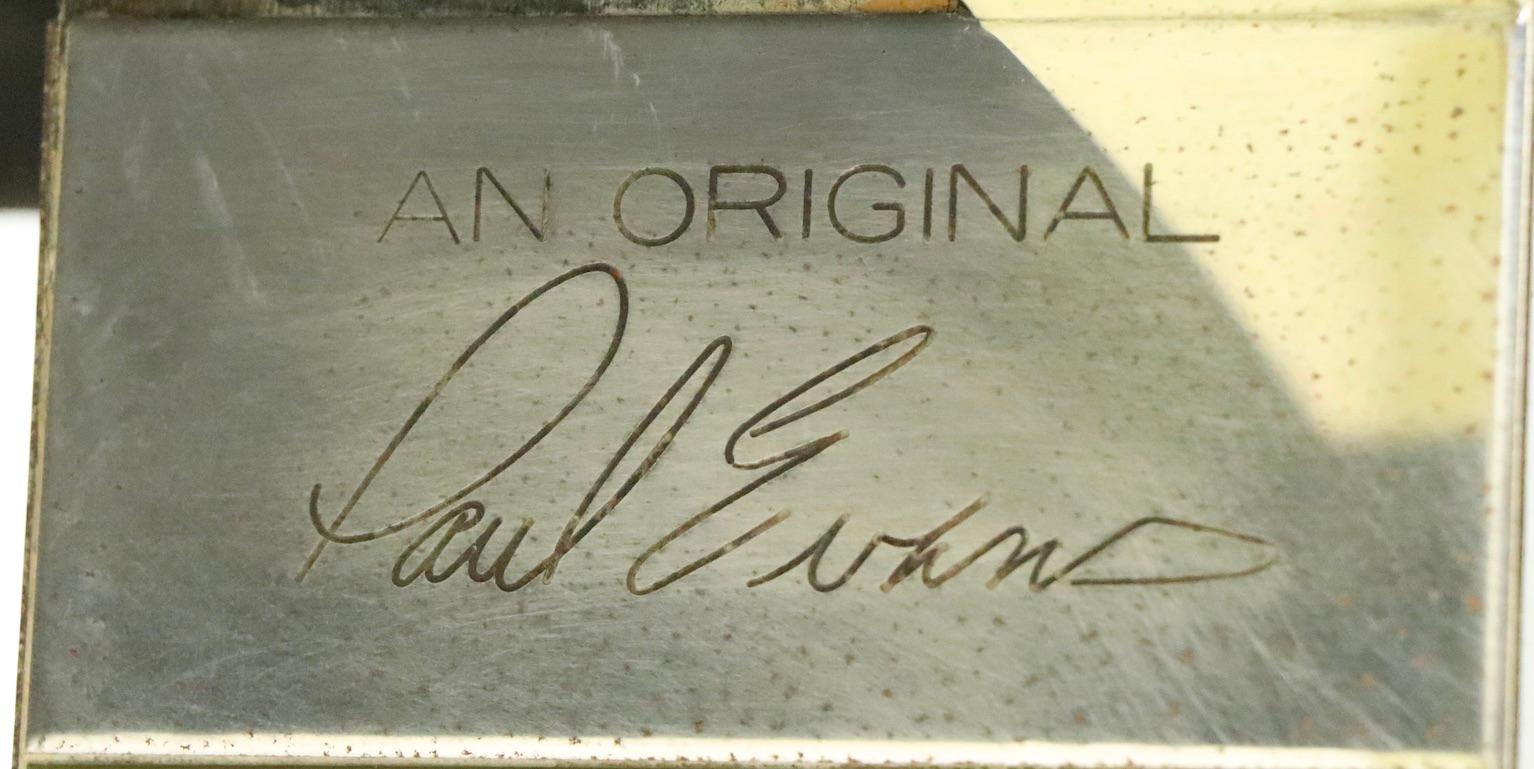 AN ORIGINAL
Paul Evans